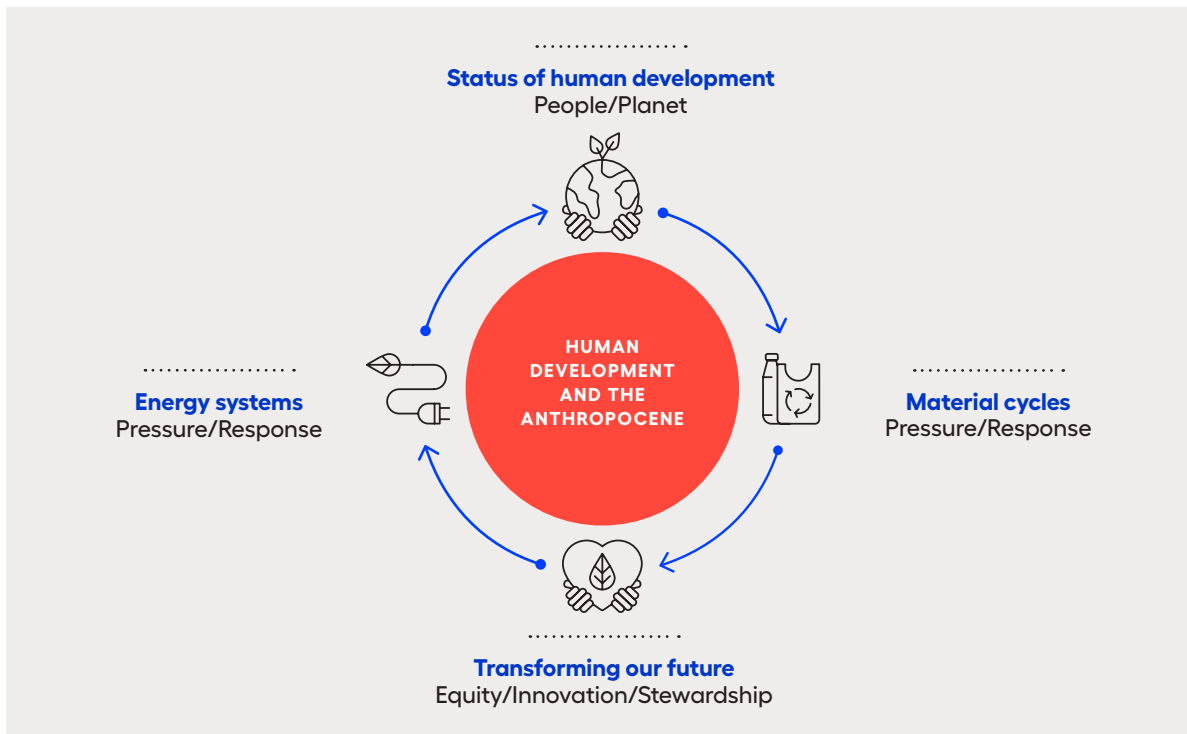 Status of human development
People/Planet
HUMAN
DEVELOPMENT
AND THE
ANTHROPOCENE
Energy systems
Pressure/Response
Material cycles
Pressure/Response
Transforming our future
Equity/Innovation/Stewardship